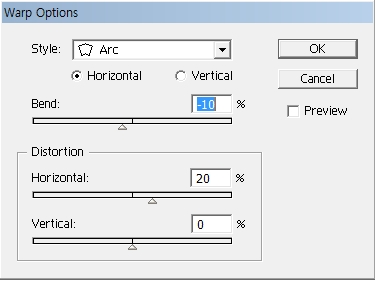 Warp Options
Style: Arc OK
Horizontal Vertical Cancel
Bend: -10 % Preview
Distortion
Horizontal: 20 %
Vertical: 0 %